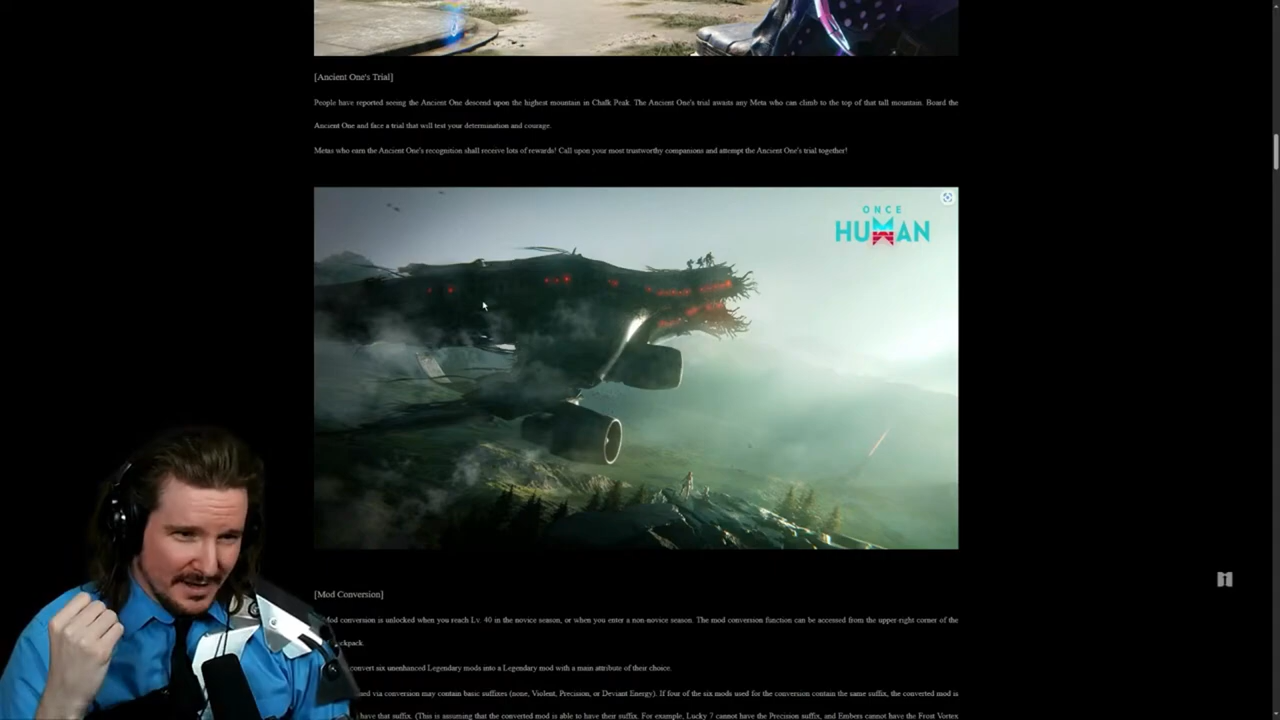 [Ancient One's Trial]
People have reported seeing the Ancient One descend upon the highest mountain in Chalk Peak. The Ancient One's trial awaits any Meta who can climb to the top of that tall mountain. Board the
Ancient One and face a trial that will test your determination and courage.
Metas who earn the Ancient One's recognition shall receive lots of rewards! Call upon your most trustworthy companions and attempt the Ancient One's trial together!
ONCE
HUMAN
[Mod Conversion]
Mod conversion is unlocked when you reach Lv. 40 in the novice season, or when you enter a non-novice season. The mod conversion function can be accessed from the upper-right corner of the
convert six unenhanced Legendary mods into a Legendary mod with a main attribute of their choice.
via conversion may contain basic suffixes (none, Violent, Precision, or Deviant Energy). If four of the six mods used for the conversion contain the same suffix, the converted mod is
have that suffix. (This is assuming that the converted mod is able to have their suffix. For example, Lucky 7 cannot have the Precision suffix, and Embers cannot have the Frost Vortex